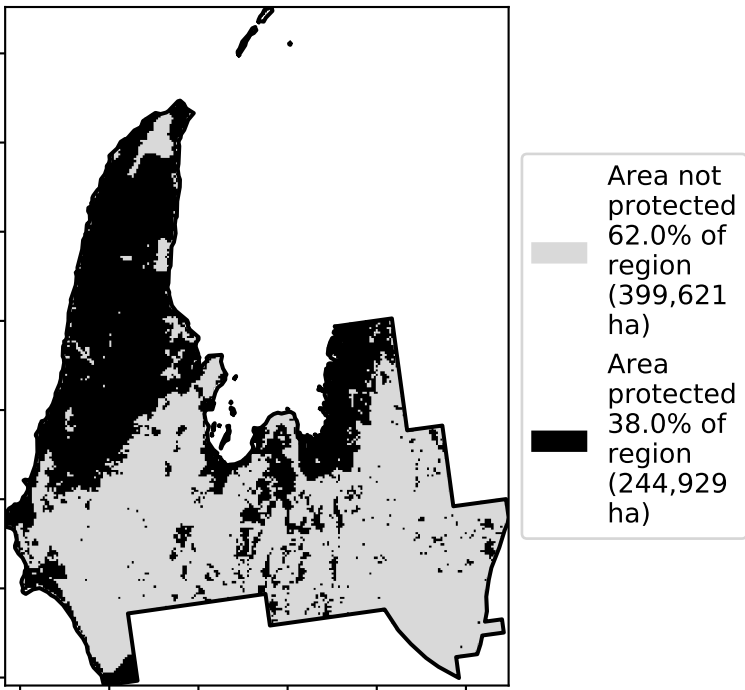 Area not
protected
62.0% of
region
(399,621
ha)
Area
protected
38.0% of
region
(244,929
ha)